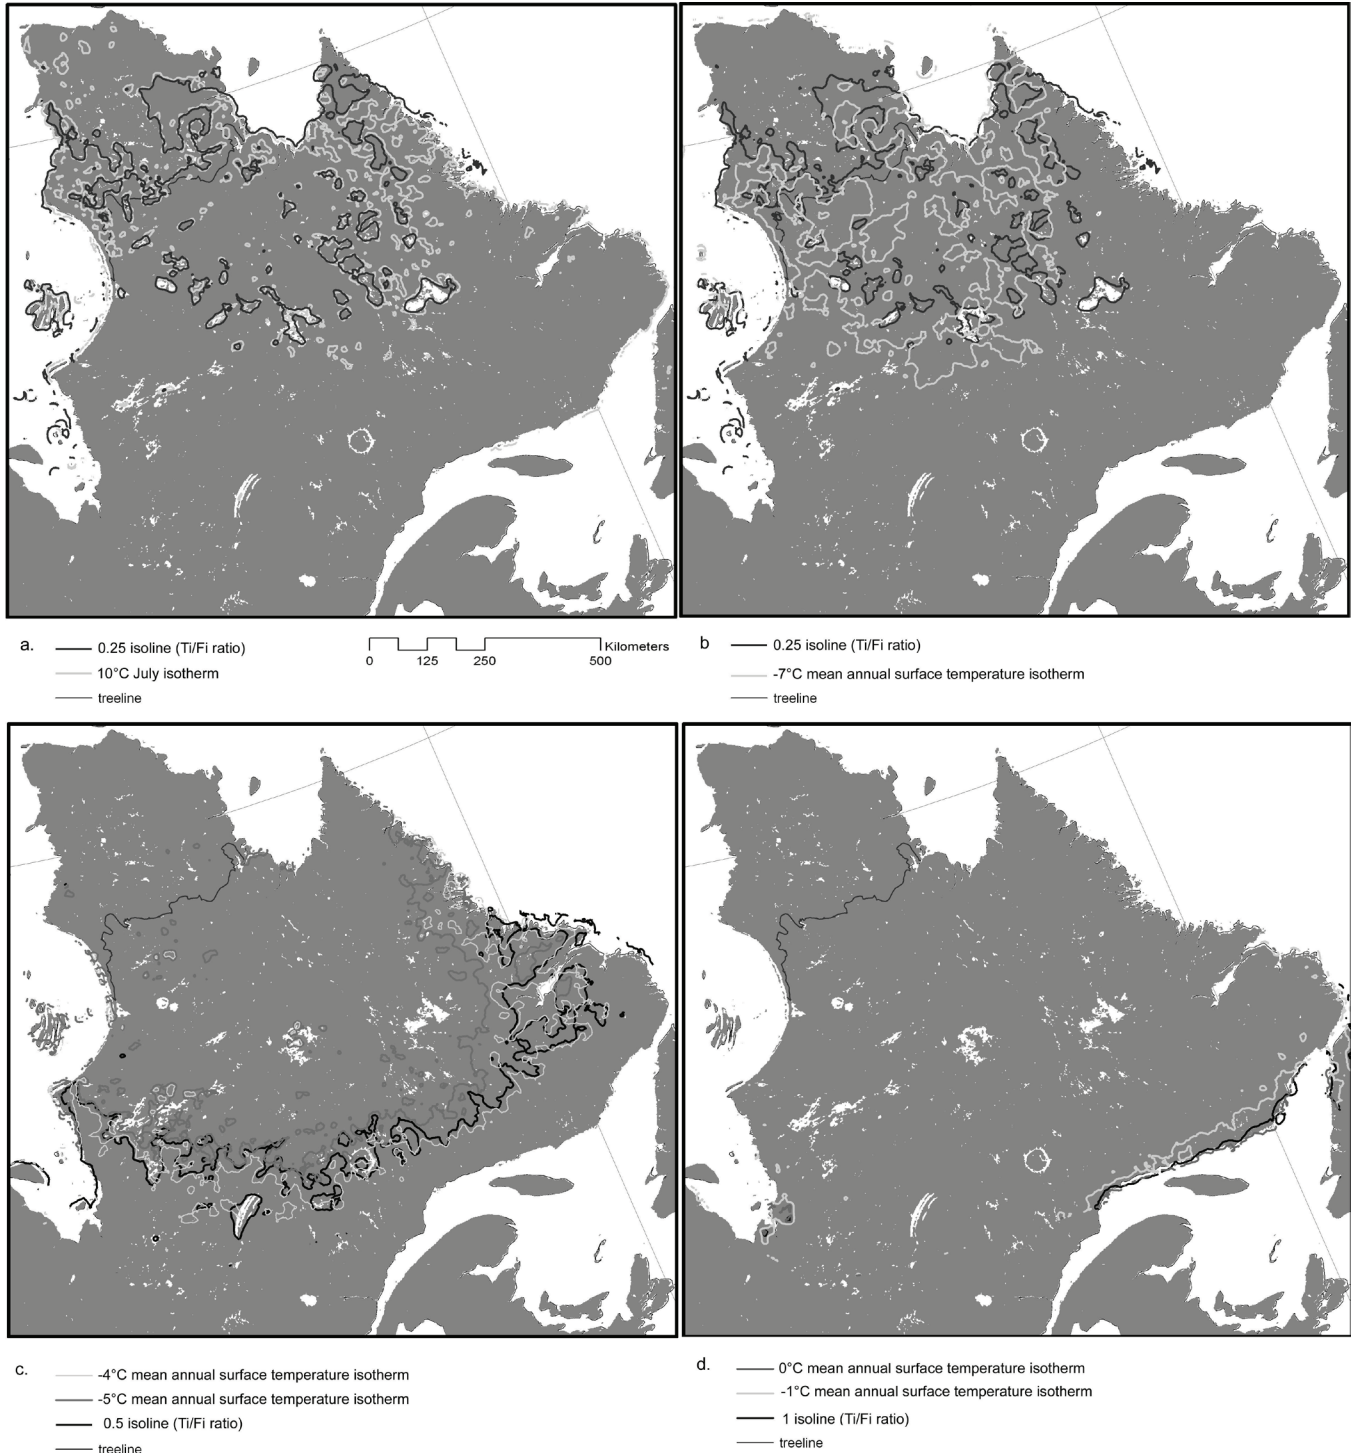 a.
0.25 isoline (Ti/Fi ratio)
10°C July isotherm
treeline
Kilometers
0 125 250 500
b
0.25 isoline (Ti/Fi ratio)
-7°C mean annual surface temperature isotherm
treeline
c.
-4°C mean annual surface temperature isotherm
-5°C mean annual surface temperature isotherm
0.5 isoline (Ti/Fi ratio)
treeline
d.
0°C mean annual surface temperature isotherm
-1°C mean annual surface temperature isotherm
1 isoline (Ti/Fi ratio)
treeline